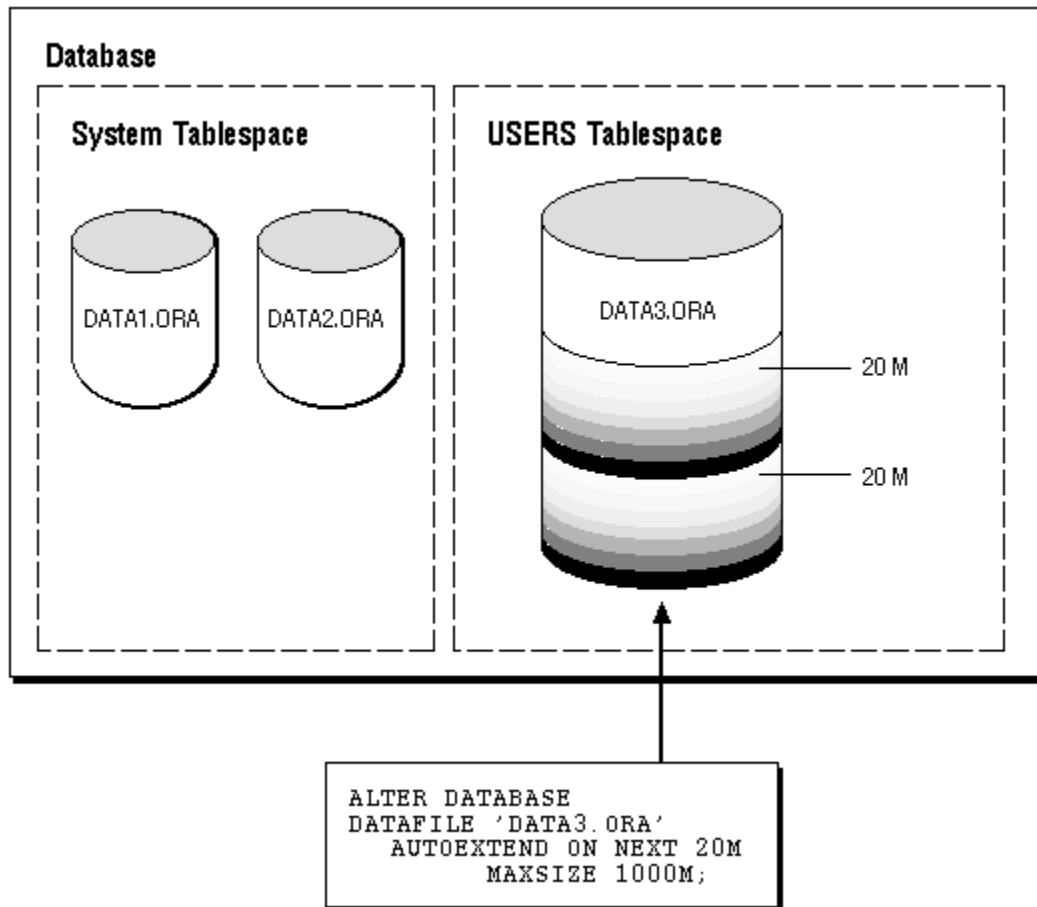 Database
System Tablespace
USERS Tablespace
DATA1.ORA
DATA2.ORA
DATA3.ORA
20 M
20 M
ALTER DATABASE
DATAFILE 'DATA3.ORA'
AUTOEXTEND ON NEXT 20M
MAXSIZE 1000M;